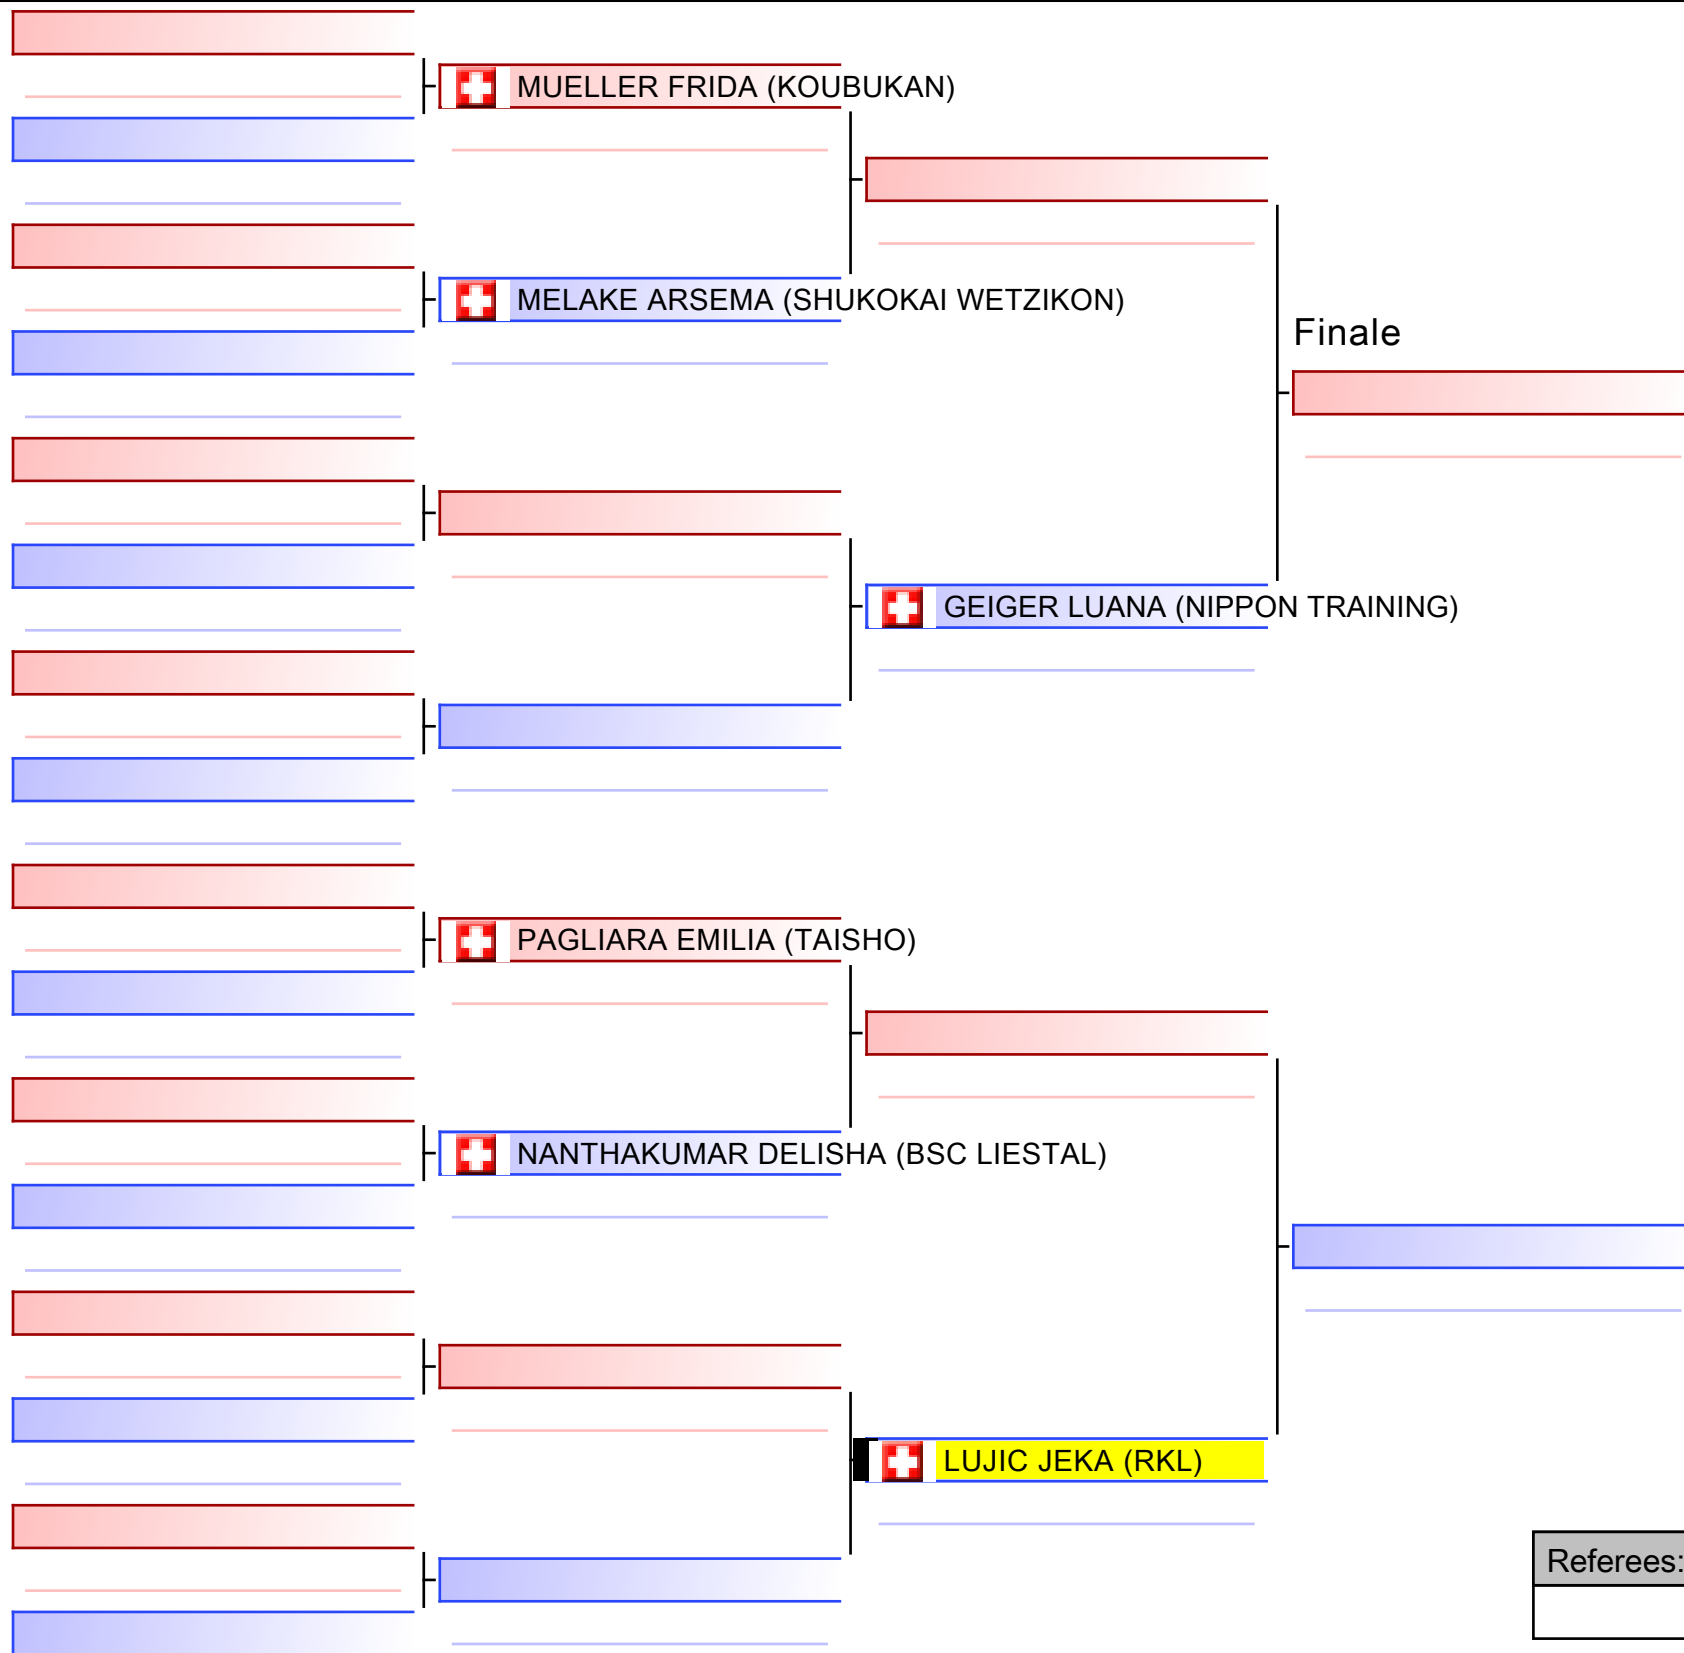 MUELLER FRIDA (KOUBUKAN)
MELAKE ARSEMA (SHUKOKAI WETZIKON)
Finale
GEIGER LUANA (NIPPON TRAINING)
PAGLIARA EMILIA (TAISHO)
NANTHAKUMAR DELISHA (BSC LIESTAL)
LUJIC JEKA (RKL)
Referees: